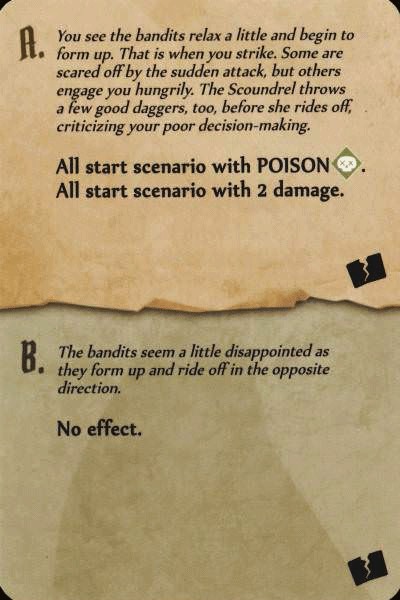 A. You see the bandits relax a little and begin to
form up. That is when you strike. Some are
scared off by the sudden attack, but others
engage you hungrily. The Scoundrel throws
a few good daggers, too, before she rides off,
criticizing your poor decision-making.
All start scenario with POISON.
All start scenario with 2 damage.
B. The bandits seem a little disappointed as
they form up and ride off in the opposite
direction.
No effect.